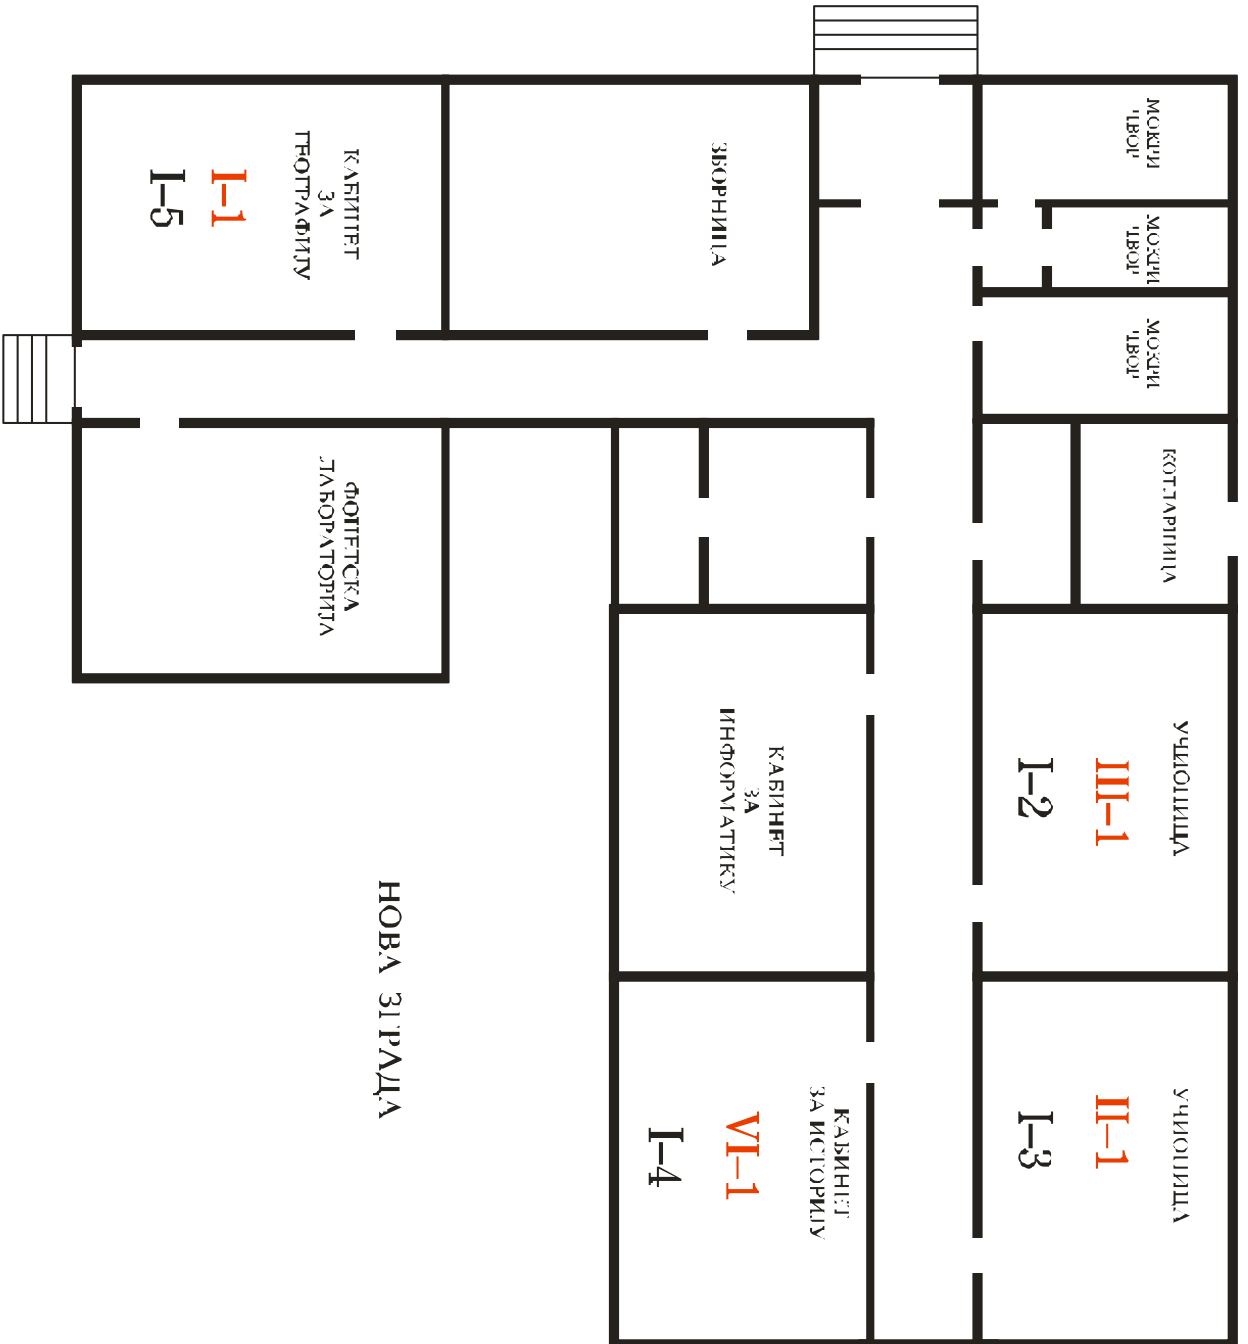 МОКРИ
ЧВОР
МОКРИ
ЧВОР
МОКРИ
ЧВОР
КОТЛАРНИЦА
ЗБОРНИЦА
КАБИНЕТ
ЗА
ГЕОГРАФИЈУ
I-1
I-5
ФОНЕТСКА
ЛАБОРАТОРИЈА
УЧИОНИЦА
III-1
I-2
КАБИНЕТ
ЗА
ИНФОРМАТИКУ
УЧИОНИЦА
II-1
I-3
КАБИНЕТ
ЗА ИСТОРИЈУ
VI-1
I-4
НОВА ЗГРАДА